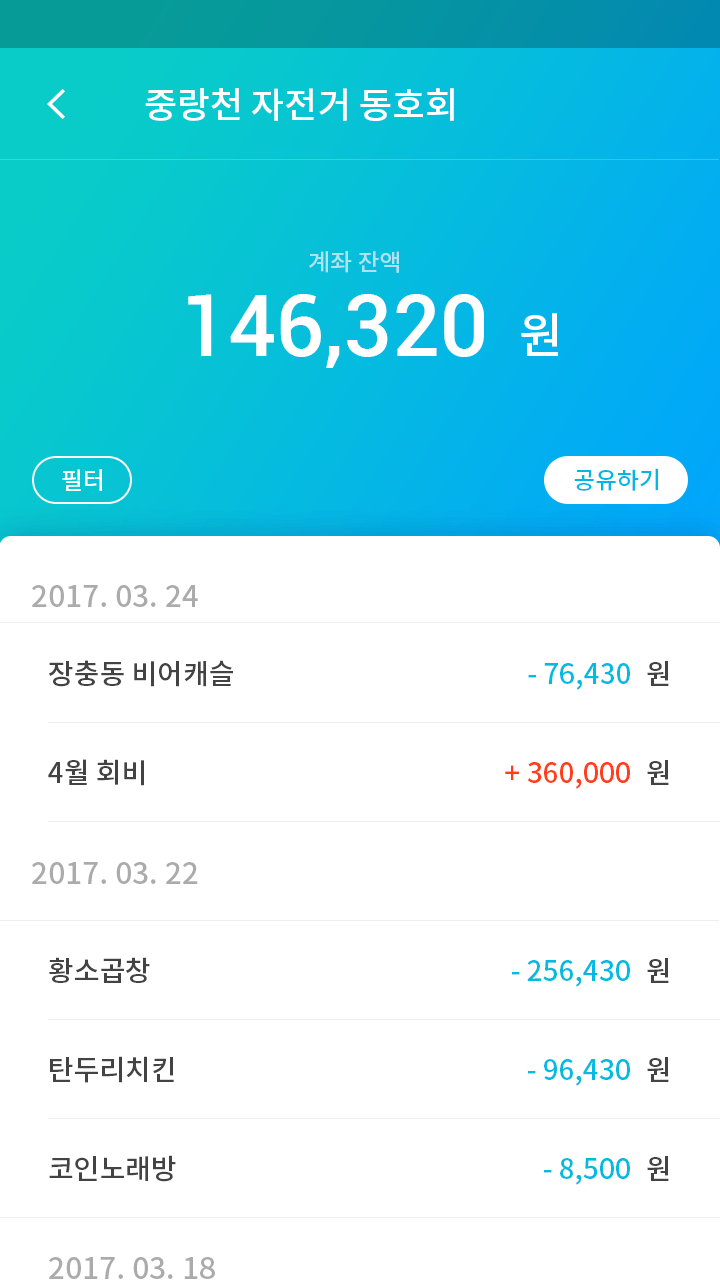 중랑천 자전거 동호회
계좌 잔액
146,320 원
필터 공유하기
2017. 03. 24
장충동 비어캐슬 - 76,430 원
4월 회비 + 360,000 원
2017. 03. 22
황소곱창 - 256,430 원
탄두리치킨 - 96,430 원
코인노래방 - 8,500 원
2017. 03. 18